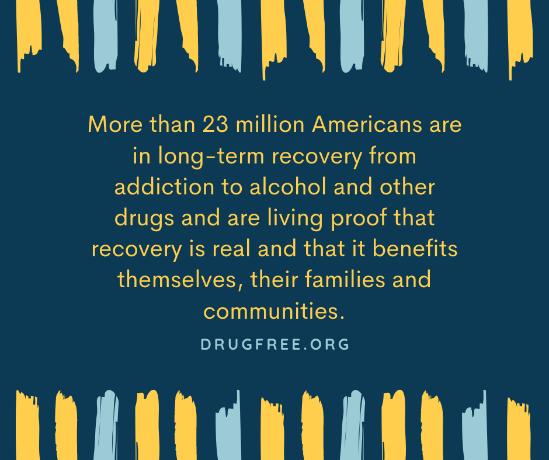 More than 23 million Americans are
in long-term recovery from
addiction to alcohol and other
drugs and are living proof that
recovery is real and that it benefits
themselves, their families and
communities.
DRUGFREE.ORG